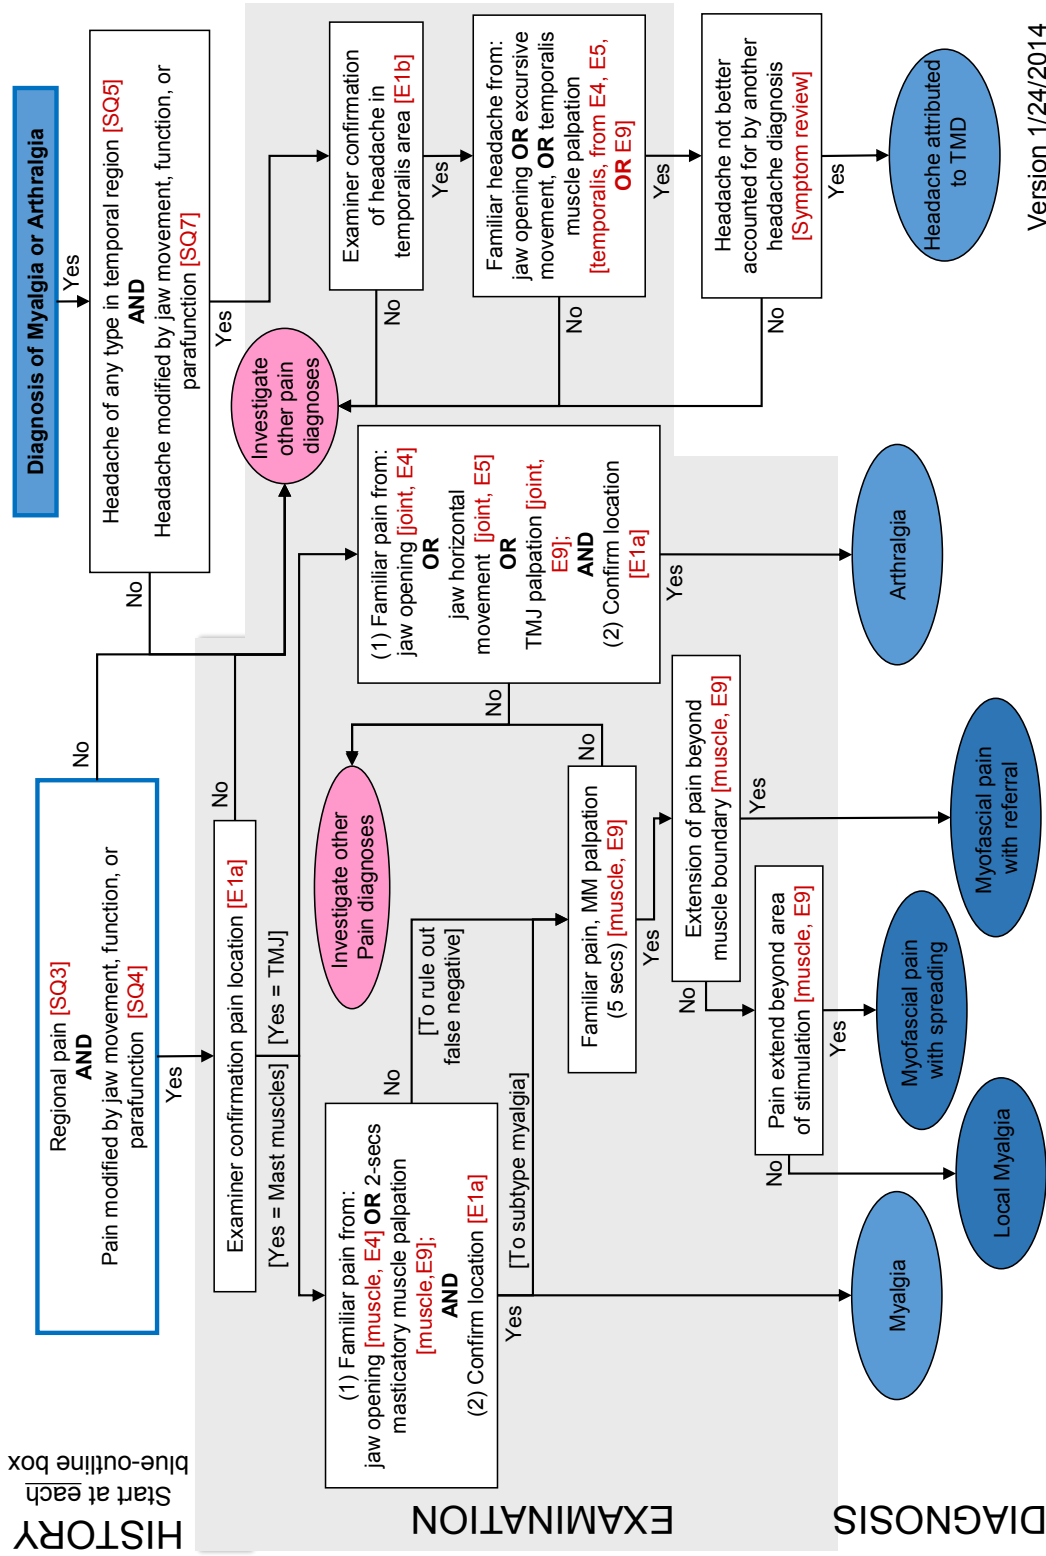 HISTORY
Start at each
blue-outline box
EXAMINATION
DIAGNOSIS
Regional pain [SQ3]
AND
Pain modified by jaw movement, function, or
parafunction [SQ4]
Yes
No
Examiner confirmation pain location [E1a]
No
[Yes = Mast muscles]
[Yes = TMJ]
(1) Familiar pain from:
jaw opening [muscle, E4] OR 2-secs
masticatory muscle palpation
[muscle,E9];
AND
(2) Confirm location [E1a]
Yes
No
[To rule out
false negative]
[To subtype myalgia]
Investigate other
Pain diagnoses
Familiar pain, MM palpation
(5 secs) [muscle, E9]
No
Yes
Extension of pain beyond
muscle boundary [muscle, E9]
No
Yes
Pain extend beyond area
of stimulation [muscle, E9]
No
Yes
Myalgia
Local Myalgia
Myofascial pain
with spreading
Myofascial pain
with referral
(1) Familiar pain from:
jaw opening [joint, E4]
OR
jaw horizontal
movement [joint, E5]
OR
TMJ palpation [joint,
E9];
AND
(2) Confirm location
[E1a]
No
Yes
Arthralgia
Diagnosis of Myalgia or Arthralgia
Yes
Headache of any type in temporal region [SQ5]
AND
Headache modified by jaw movement, function, or
parafunction [SQ7]
No
Yes
Investigate
other pain
diagnoses
Examiner confirmation
of headache in
temporalis area [E1b]
No
Yes
Familiar headache from:
jaw opening OR excursive
movement, OR temporalis
muscle palpation
[temporalis, from E4, E5,
OR E9]
No
Yes
Headache not better
accounted for by another
headache diagnosis
[Symptom review]
No
Yes
Headache attributed
to TMD
Version 1/24/2014